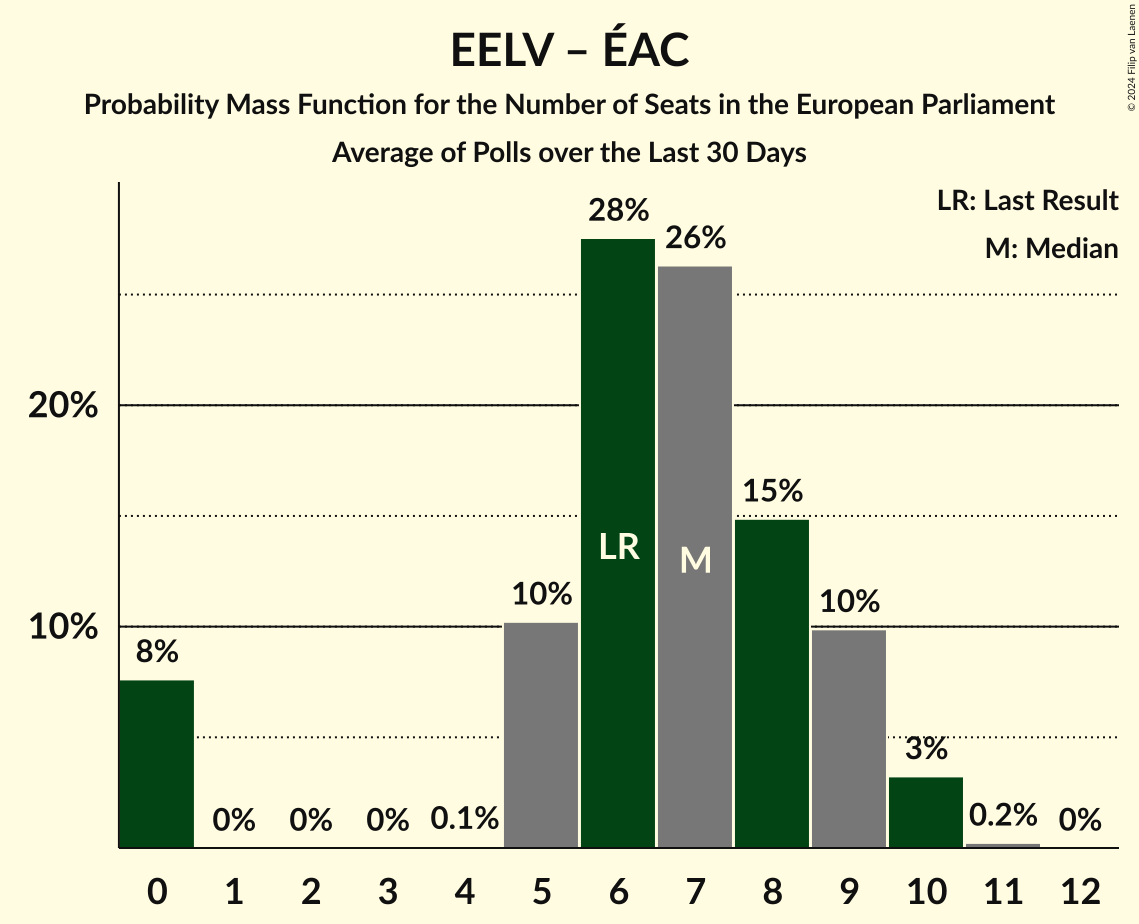 EELV – ÉAC
Probability Mass Function for the Number of Seats in the European Parliament
Average of Polls over the Last 30 Days
© 2024 Filip van Laenen
LR: Last Result
M: Median
28%
26%
20%
15%
LR
M
10%
10%
10%
8%
3%
0%
0%
0%
0.1%
0.2%
0%
0 1 2 3 4 5 6 7 8 9 10 11 12